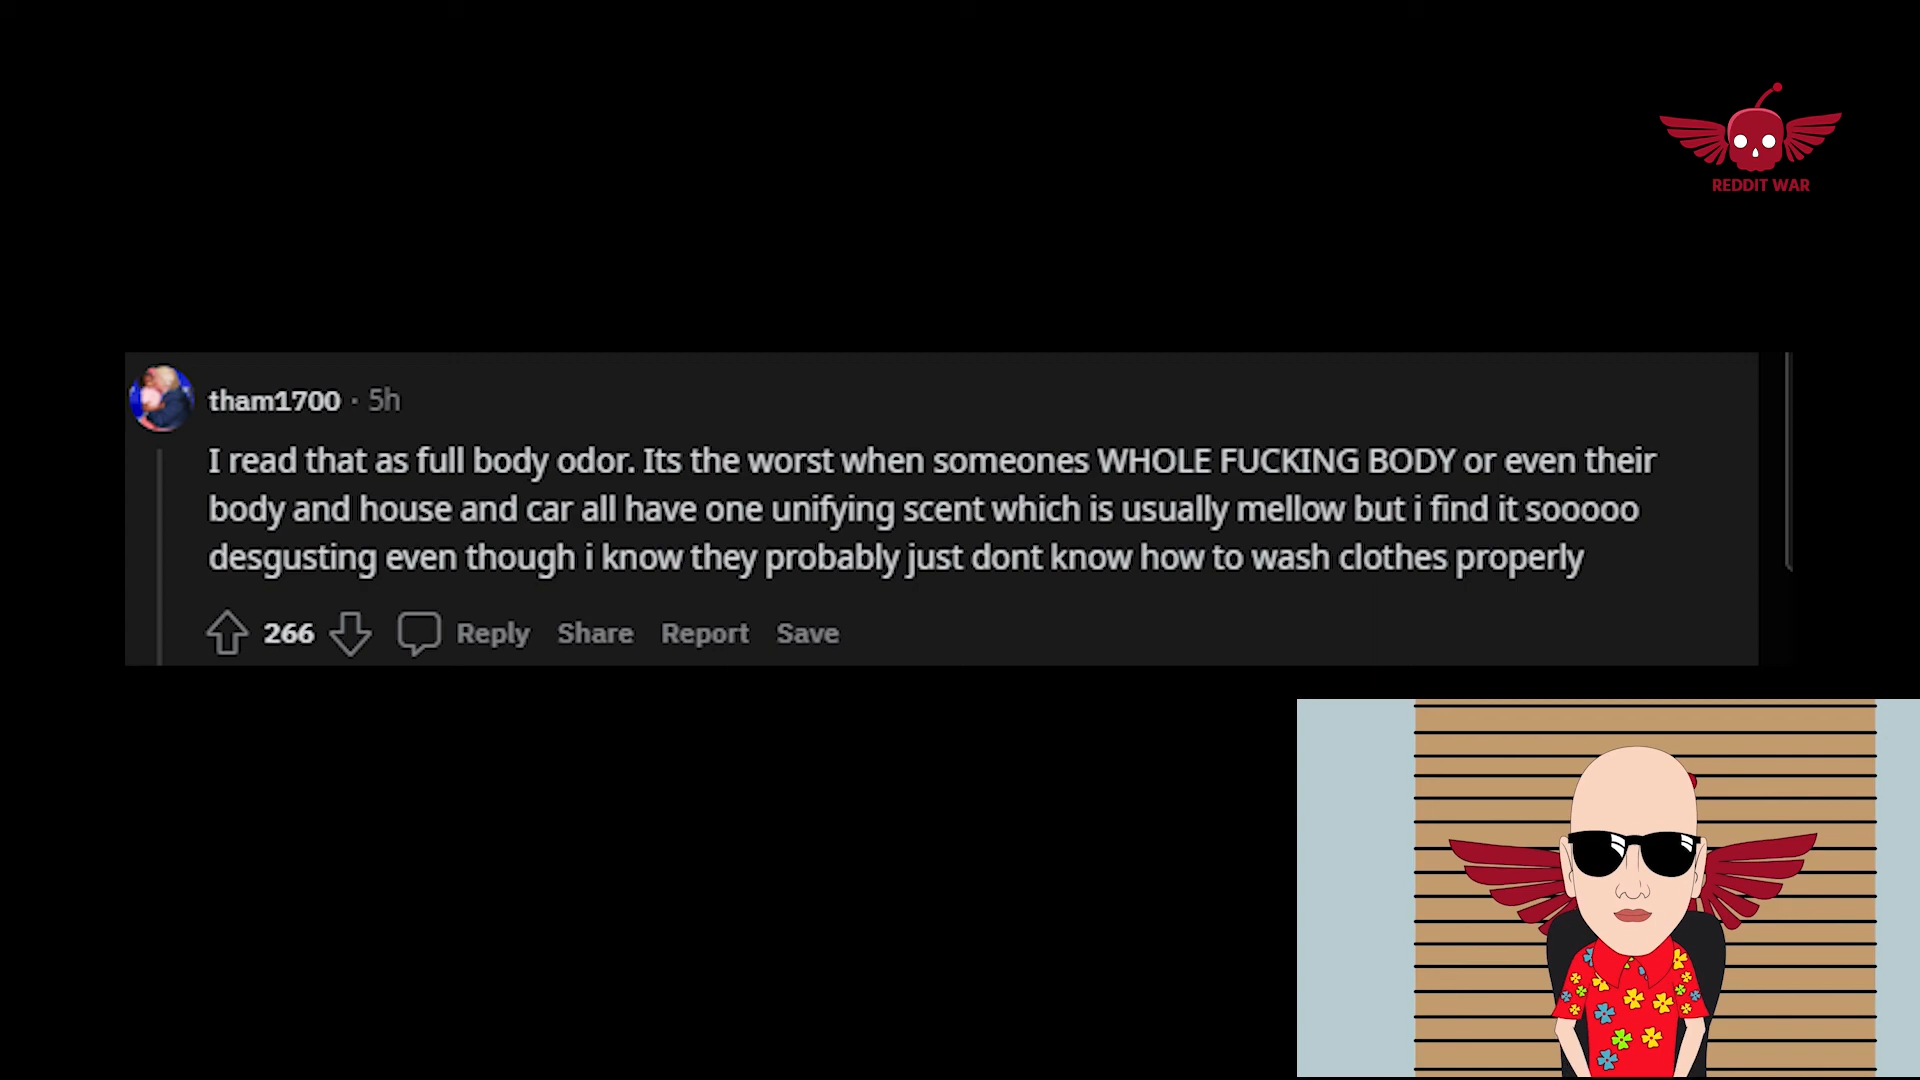 REDDIT WAR
tham1700 · 5h
I read that as full body odor. Its the worst when someones WHOLE FUCKING BODY or even their
body and house and car all have one unifying scent which is usually mellow but i find it sooooo
desgusting even though i know they probably just dont know how to wash clothes properly
266 Reply Share Report Save